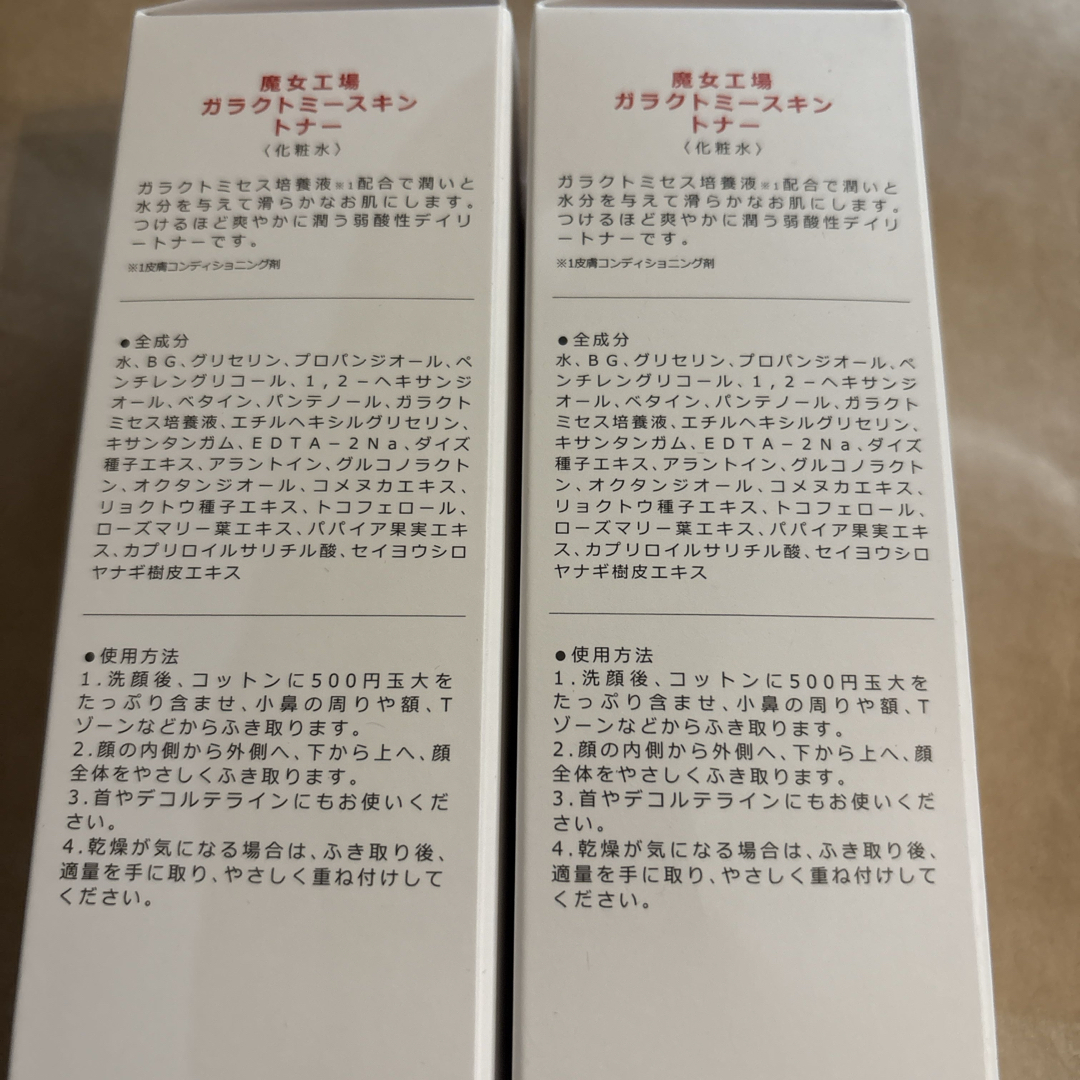 魔女工場
ガラクトミースキン
トナー
〈化粧水〉
ガラクトミセス培養液※1配合で潤いと
水分を与えて滑らかなお肌にします。
つけるほど爽やかに潤う弱酸性デイリ
ートナーです。
※1皮膚コンディショニング剤
●全成分
水、BG、グリセリン、プロパンジオール、ペ
ンチレングリコール、1,2－ヘキサンジ
オール、ベタイン、パンテノール、ガラクト
ミセス培養液、エチルヘキシルグリセリン、
キサンタンガム、EDTA－2Na、ダイズ
種子エキス、アラントイン、グルコノラクト
ン、オクタンジオール、コメヌカエキス、
リョクトウ種子エキス、トコフェロール、
ローズマリー葉エキス、パパイア果実エキ
ス、カプリロイルサリチル酸、セイヨウシロ
ヤナギ樹皮エキス
●使用方法
1.洗顔後、コットンに500円玉大を
たっぷり含ませ、小鼻の周りや額、T
ゾーンなどからふき取ります。
2.顔の内側から外側へ、下から上へ、顔
全体をやさしくふき取ります。
3.首やデコルテラインにもお使いくだ
さい。
4.乾燥が気になる場合は、ふき取り後、
適量を手に取り、やさしく重ね付けして
ください。
魔女工場
ガラクトミースキン
トナー
〈化粧水〉
ガラクトミセス培養液※1配合で潤いと
水分を与えて滑らかなお肌にします。
つけるほど爽やかに潤う弱酸性デイリ
ートナーです。
※1皮膚コンディショニング剤
●全成分
水、BG、グリセリン、プロパンジオール、ペ
ンチレングリコール、1,2－ヘキサンジ
オール、ベタイン、パンテノール、ガラクト
ミセス培養液、エチルヘキシルグリセリン、
キサンタンガム、EDTA－2Na、ダイズ
種子エキス、アラントイン、グルコノラクト
ン、オクタンジオール、コメヌカエキス、
リョクトウ種子エキス、トコフェロール、
ローズマリー葉エキス、パパイア果実エキ
ス、カプリロイルサリチル酸、セイヨウシロ
ヤナギ樹皮エキス
●使用方法
1.洗顔後、コットンに500円玉大を
たっぷり含ませ、小鼻の周りや額、T
ゾーンなどからふき取ります。
2.顔の内側から外側へ、下から上へ、顔
全体をやさしくふき取ります。
3.首やデコルテラインにもお使いくだ
さい。
4.乾燥が気になる場合は、ふき取り後、
適量を手に取り、やさしく重ね付けして
ください。